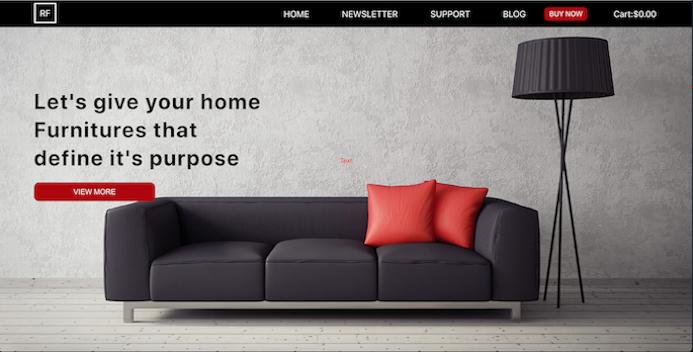 RF
HOME NEWSLETTER SUPPORT BLOG BUY NOW Cart:$0.00
Let's give your home
Furnitures that
define it's purpose
Text
VIEW MORE